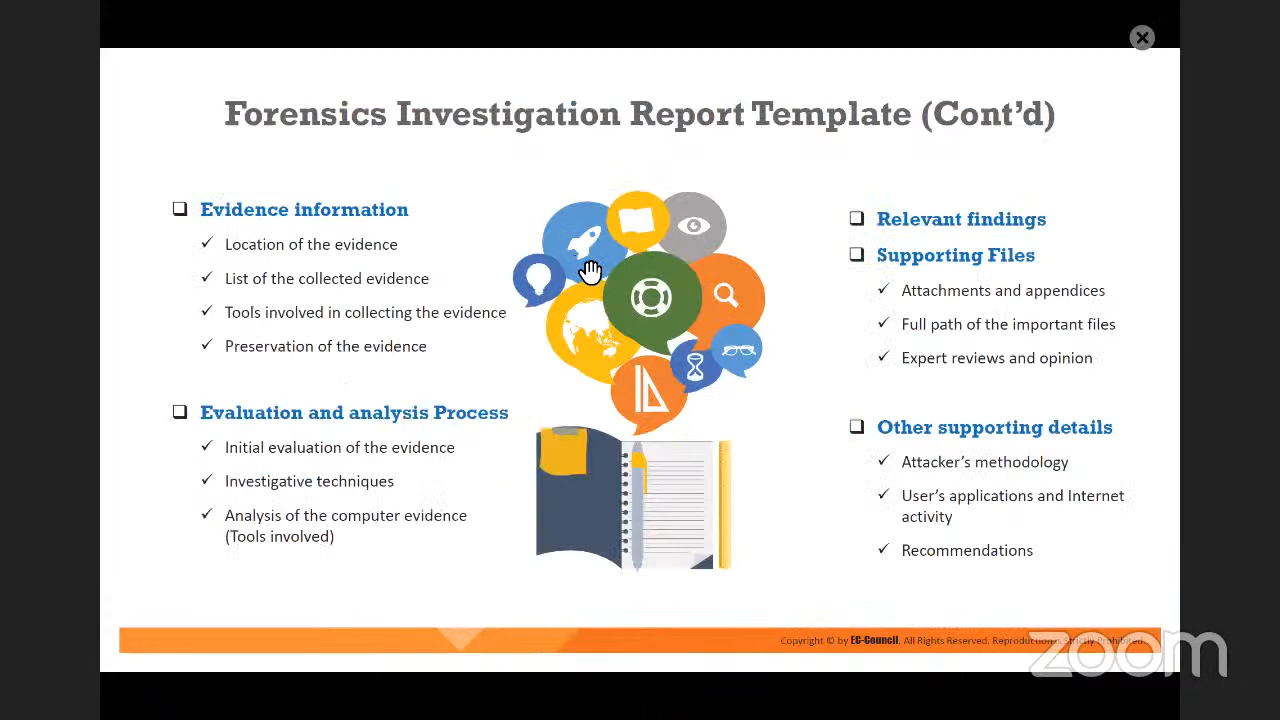 Forensics Investigation Report Template (Cont'd)
Evidence information
Location of the evidence
List of the collected evidence
Tools involved in collecting the evidence
Preservation of the evidence
Evaluation and analysis Process
Initial evaluation of the evidence
Investigative techniques
Analysis of the computer evidence
(Tools involved)
Relevant findings
Supporting Files
Attachments and appendices
Full path of the important files
Expert reviews and opinion
Other supporting details
Attacker's methodology
User's applications and Internet
activity
Recommendations
Copyright © by EC-Council. All Rights Reserved. Reproduction is Strictly Prohibited.
zoom